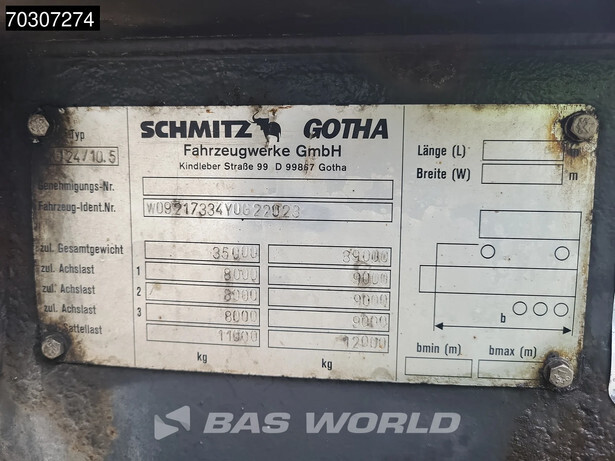 70307274
SCHMITZ GOTHA
Fahrzeugwerke GmbH
Kindleber Straße 99 D 99867 Gotha
Typ
24/10.5
Genehmigungs-Nr.
Fahrzeug-Ident.Nr. W09217334Y0G22023
zul. Gesamtgewicht 35000 39000
zul. Achslast 1 8000 9000
zul. Achslast 2 8000 9000
zul. Achslast 3 8000 9000
Sattellast 11000 12000
kg kg
Länge (L) m
Breite (W) m
b
bmin (m) bmax (m)
BAS WORLD